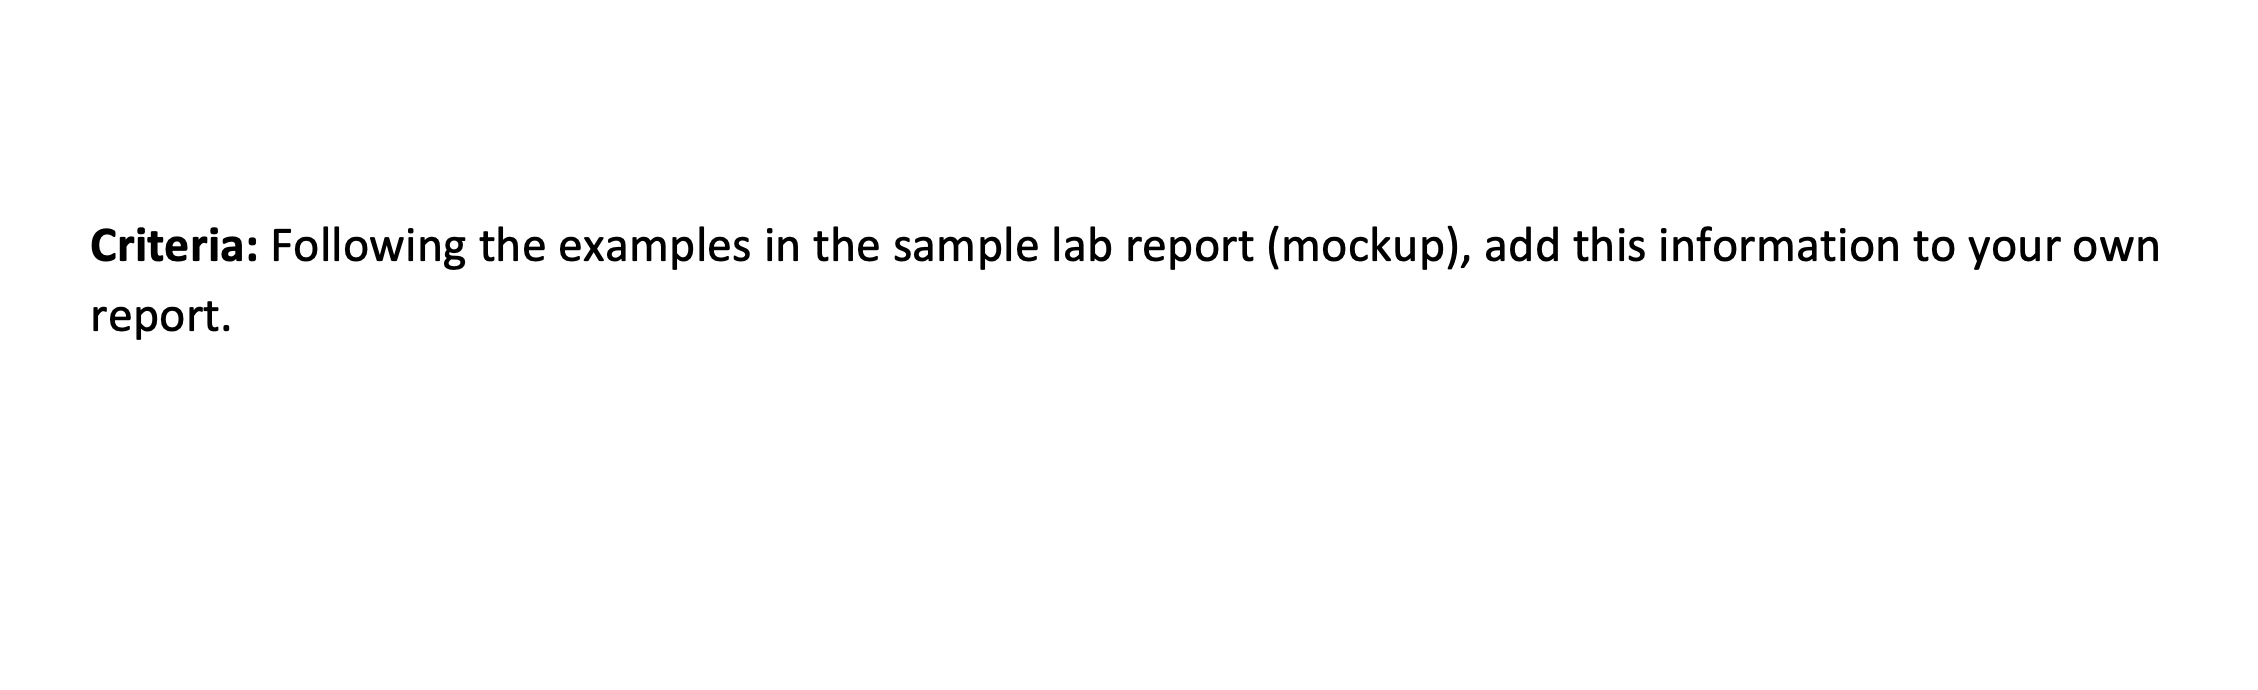 Criteria: Following the examples in the sample lab report (mockup), add this information to your own
report.